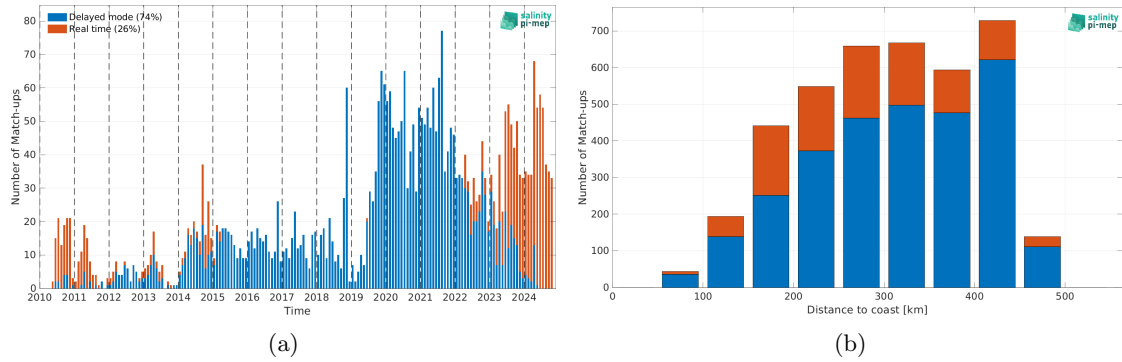 Delayed mode (74%)
Real time (26%)
salinity
pi-mep
Number of Match-ups
80
70
60
50
40
30
20
10
0
2010 2011 2012 2013 2014 2015 2016 2017 2018 2019 2020 2021 2022 2023 2024
Time
(a)
salinity
pi-mep
Number of Match-ups
700
600
500
400
300
200
100
0
0 100 200 300 400 500
Distance to coast [km]
(b)